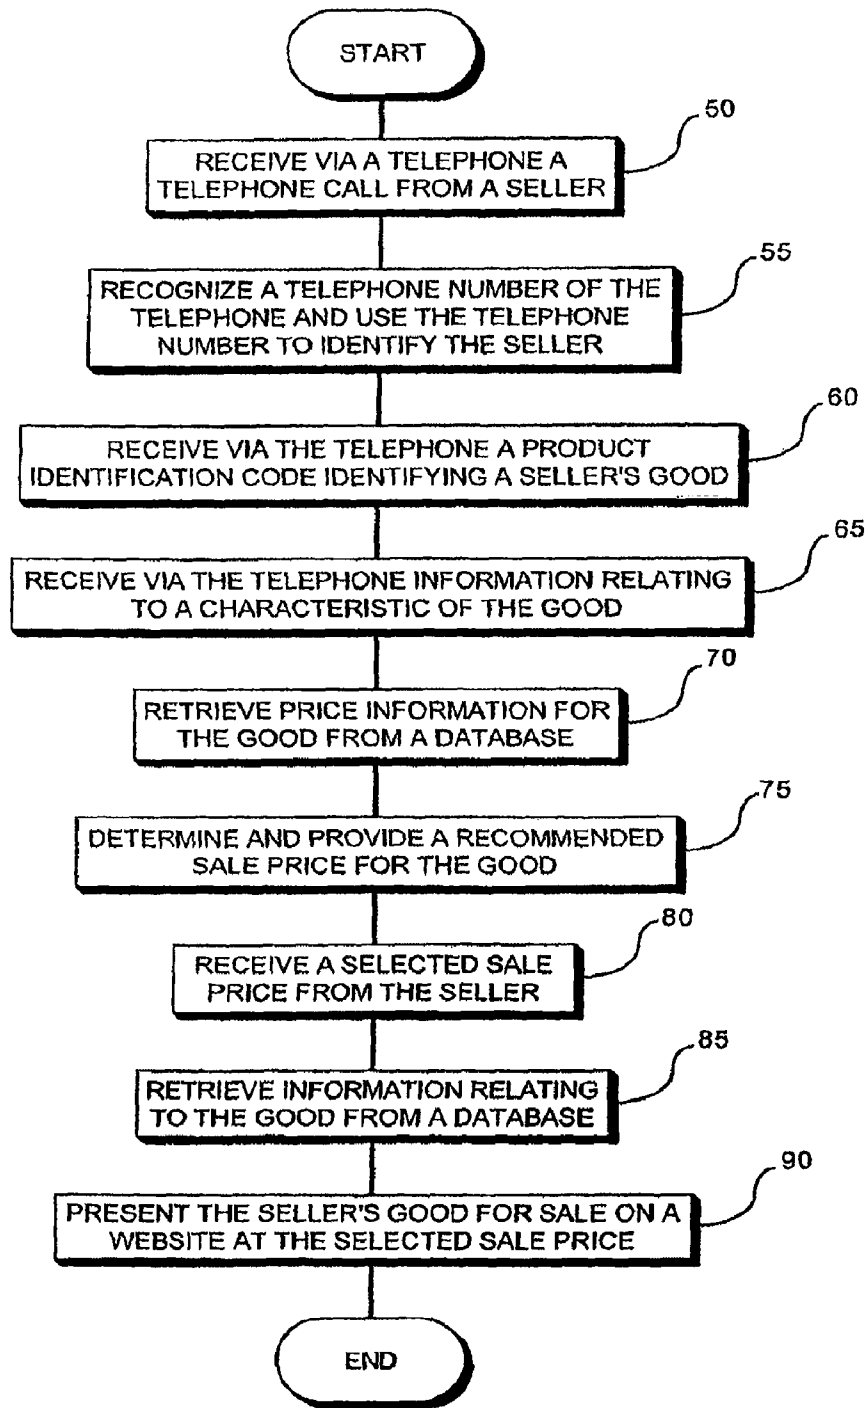 START
50
RECEIVE VIA A TELEPHONE A
TELEPHONE CALL FROM A SELLER
55
RECOGNIZE A TELEPHONE NUMBER OF THE
TELEPHONE AND USE THE TELEPHONE
NUMBER TO IDENTIFY THE SELLER
60
RECEIVE VIA THE TELEPHONE A PRODUCT
IDENTIFICATION CODE IDENTIFYING A SELLER'S GOOD
65
RECEIVE VIA THE TELEPHONE INFORMATION RELATING
TO A CHARACTERISTIC OF THE GOOD
70
RETRIEVE PRICE INFORMATION FOR
THE GOOD FROM A DATABASE
75
DETERMINE AND PROVIDE A RECOMMENDED
SALE PRICE FOR THE GOOD
80
RECEIVE A SELECTED SALE
PRICE FROM THE SELLER
85
RETRIEVE INFORMATION RELATING
TO THE GOOD FROM A DATABASE
90
PRESENT THE SELLER'S GOOD FOR SALE ON A
WEBSITE AT THE SELECTED SALE PRICE
END